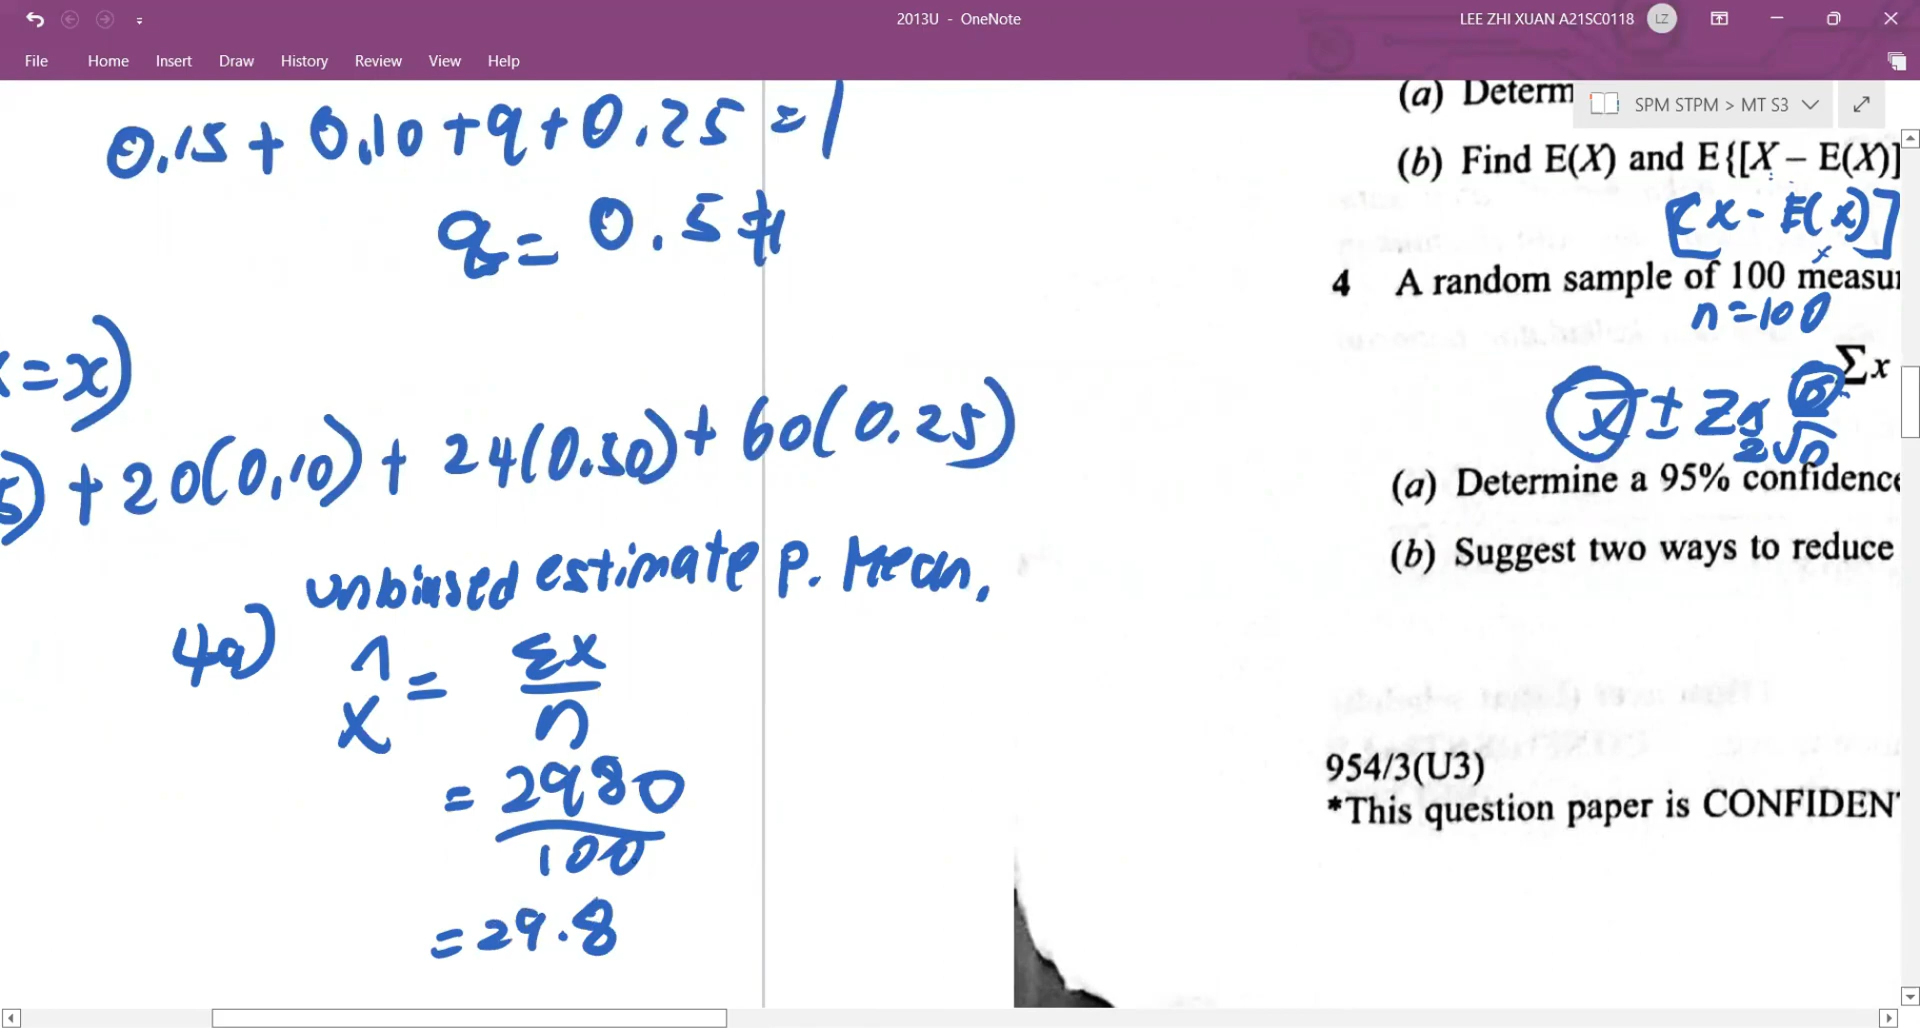 2013U - OneNote
LEE ZHI XUAN A21SC0118
LZ
File Home Insert Draw History Review View Help
SPM STPM > MT S3
0.15 + 0.10 + q + 0.25 = 1
q = 0.5 #
= x)
5) + 20(0.10) + 24(0.50) + 60(0.25)
unbiased estimate p. Mean.
4a) x̂ = Σx/n
= 2980/100
= 29.8
(a) Determ
(b) Find E(X) and E{[X – E(X)]
[x - E(x)]
4 A random sample of 100 measu
n = 100
Σx
x̄ ± Zα/2 σ/√n
(a) Determine a 95% confidence
(b) Suggest two ways to reduce
954/3(U3)
*This question paper is CONFIDEN